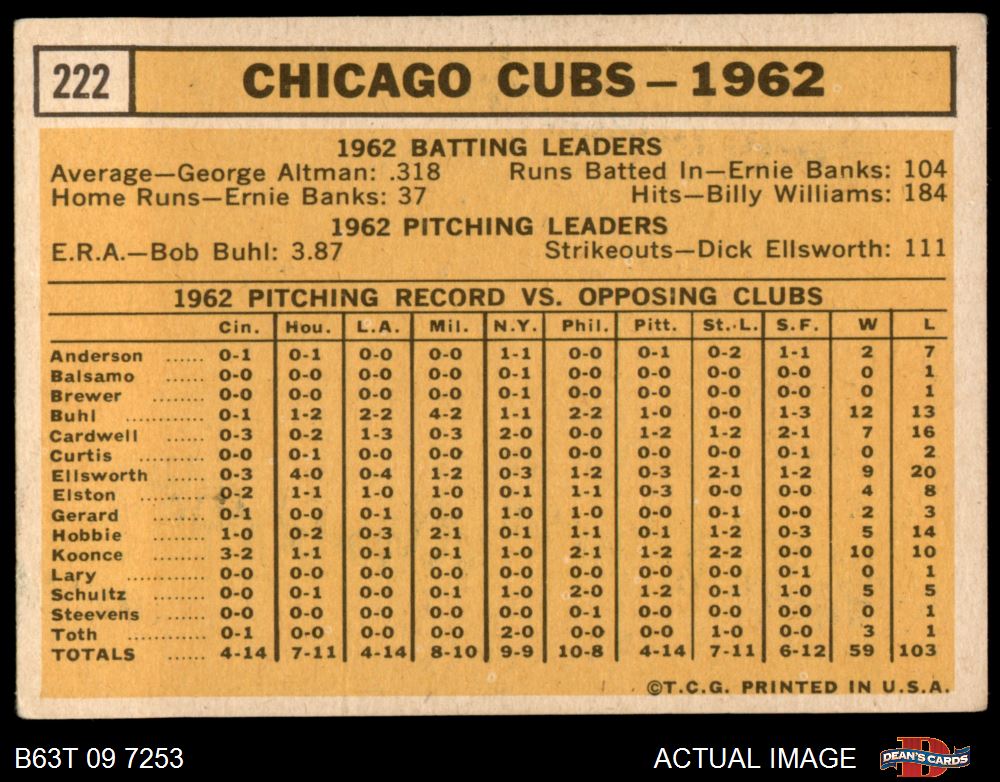 222 CHICAGO CUBS – 1962
1962 BATTING LEADERS
Average—George Altman: .318 Runs Batted In—Ernie Banks: 104
Home Runs—Ernie Banks: 37 Hits—Billy Williams: 184
1962 PITCHING LEADERS
E.R.A.—Bob Buhl: 3.87 Strikeouts—Dick Ellsworth: 111
1962 PITCHING RECORD VS. OPPOSING CLUBS
Cin. Hou. L.A. Mil. N.Y. Phil. Pitt. St. L. S.F. W L
Anderson ...... 0-1 0-1 0-0 0-0 1-1 0-0 0-1 0-2 1-1 2 7
Balsamo ...... 0-0 0-0 0-0 0-0 0-1 0-0 0-0 0-0 0-0 0 1
Brewer ...... 0-0 0-0 0-0 0-0 0-1 0-0 0-0 0-0 0-0 0 1
Buhl ............ 0-1 1-2 2-2 4-2 1-1 2-2 1-0 0-0 1-3 12 13
Cardwell ...... 0-3 0-2 1-3 0-3 2-0 0-0 1-2 1-2 2-1 7 16
Curtis ......... 0-0 0-1 0-0 0-0 0-0 0-0 0-0 0-0 0-1 0 2
Ellsworth ...... 0-3 4-0 0-4 1-2 0-3 1-2 0-3 2-1 1-2 9 20
Elston ......... 0-2 1-1 1-0 1-0 0-1 1-1 0-3 0-0 0-0 4 8
Gerard ........ 0-1 0-0 0-1 0-0 1-0 1-0 0-0 0-1 0-0 2 3
Hobbie ........ 1-0 0-2 0-3 2-1 0-1 1-1 0-1 1-2 0-3 5 14
Koonce ........ 3-2 1-1 0-1 0-1 1-0 2-1 1-2 2-2 0-0 10 10
Lary ............ 0-0 0-0 0-0 0-0 0-0 0-0 0-0 0-0 0-1 0 1
Schultz ........ 0-0 0-1 0-0 0-1 1-0 2-0 1-2 0-1 1-0 5 5
Steevens ...... 0-0 0-0 0-0 0-0 0-0 0-1 0-0 0-0 0-0 0 1
Toth ............ 0-1 0-0 0-0 0-0 2-0 0-0 0-0 1-0 0-0 3 1
TOTALS ...... 4-14 7-11 4-14 8-10 9-9 10-8 4-14 7-11 6-12 59 103
©T.C.G. PRINTED IN U.S.A.
B63T 09 7253 ACTUAL IMAGE DEAN'S CARDS